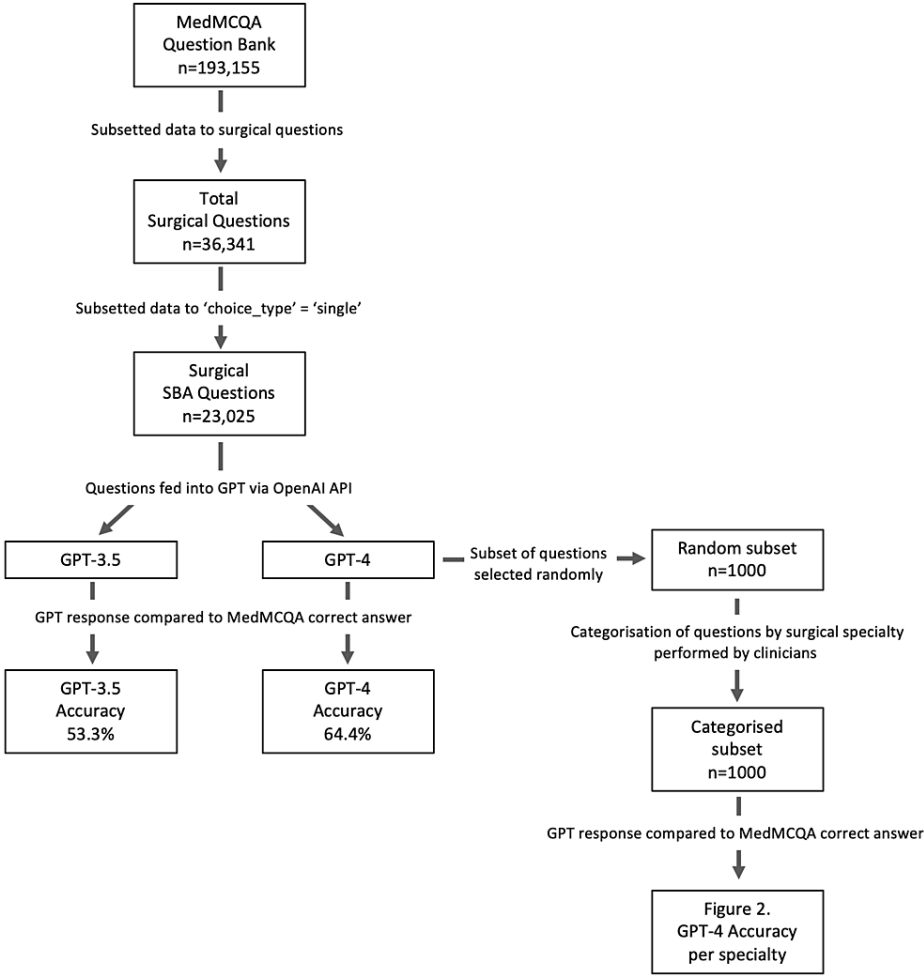 MedMCQA
Question Bank
n=193,155
Subsetted data to surgical questions
Total
Surgical Questions
n=36,341
Subsetted data to ‘choice_type’ = ‘single’
Surgical
SBA Questions
n=23,025
Questions fed into GPT via OpenAI API
GPT-3.5
GPT-4
Subset of questions
selected randomly
Random subset
n=1000
GPT response compared to MedMCQA correct answer
GPT-3.5
Accuracy
53.3%
GPT-4
Accuracy
64.4%
Categorisation of questions by surgical specialty
performed by clinicians
Categorised
subset
n=1000
GPT response compared to MedMCQA correct answer
Figure 2.
GPT-4 Accuracy
per specialty